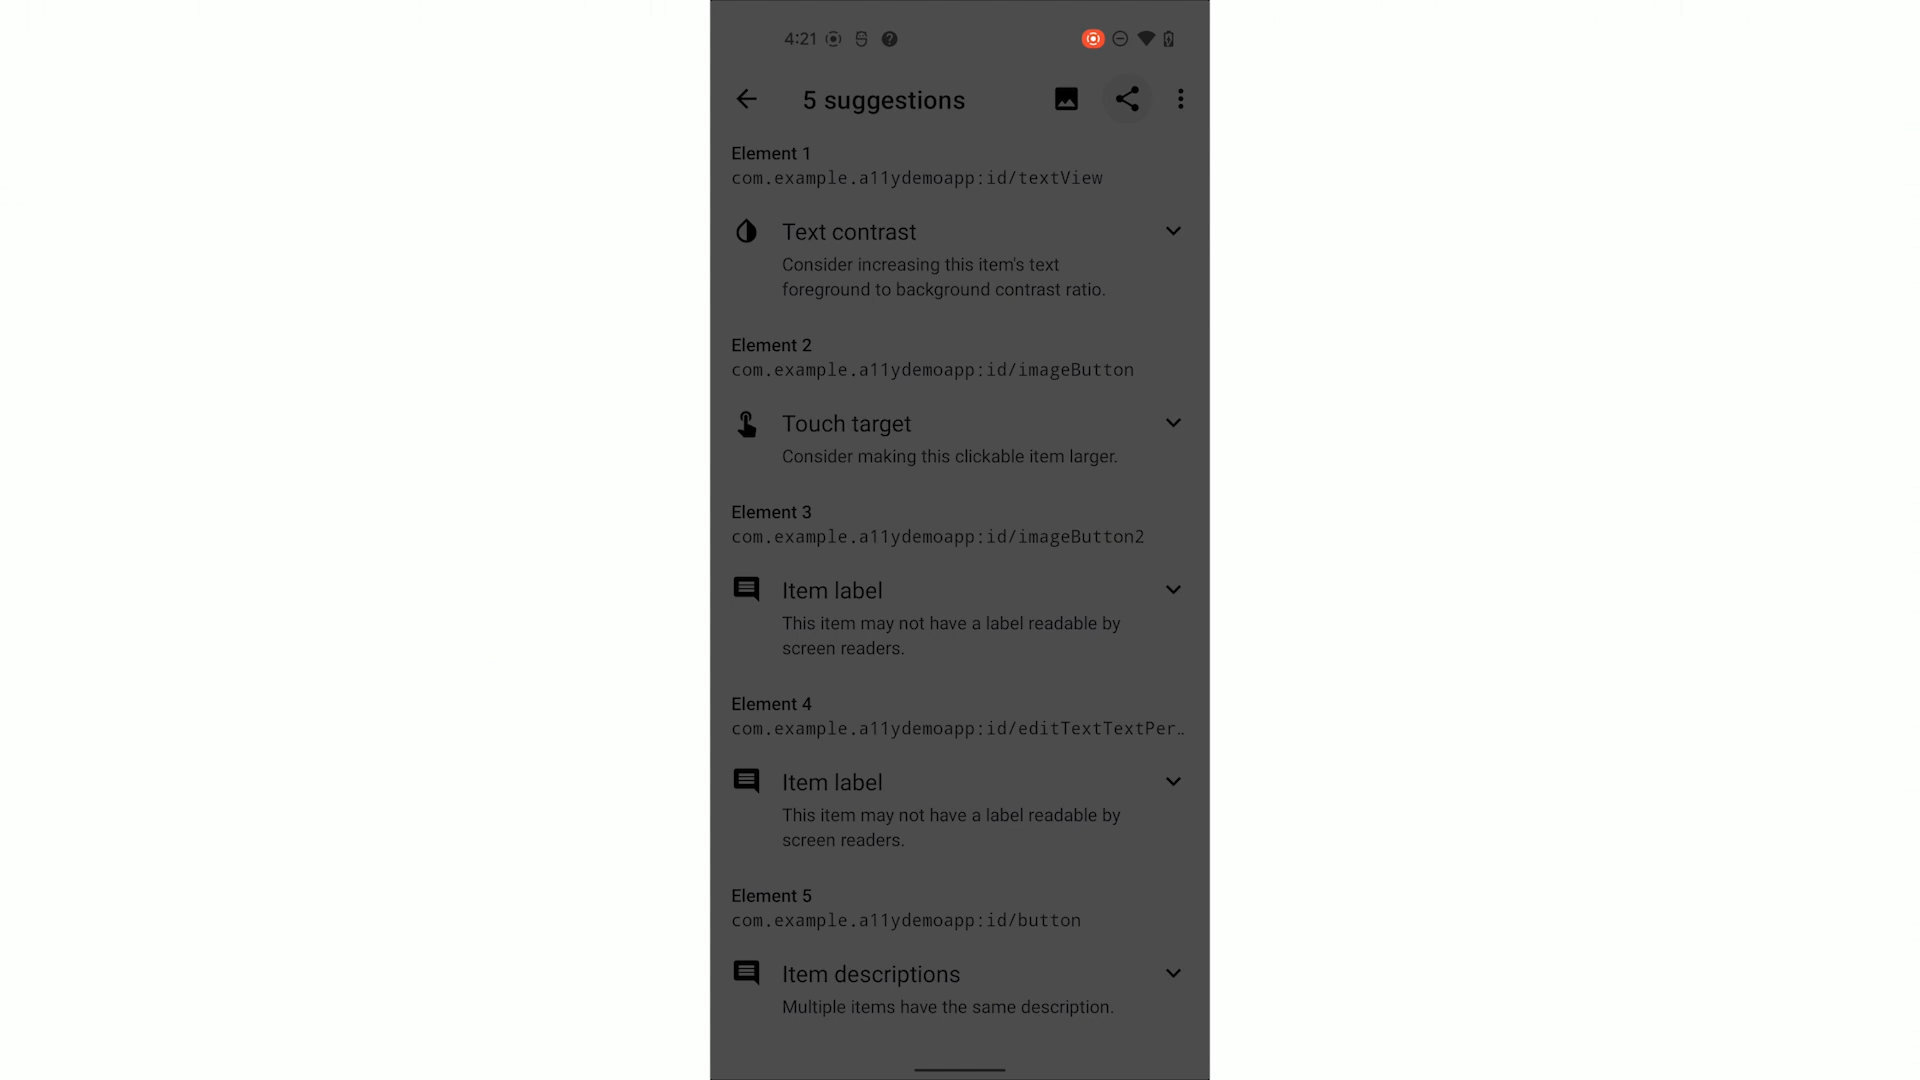 4:21
5 suggestions
Element 1
com.example.a11ydemoapp:id/textView
Text contrast
Consider increasing this item's text
foreground to background contrast ratio.
Element 2
com.example.a11ydemoapp:id/imageButton
Touch target
Consider making this clickable item larger.
Element 3
com.example.a11ydemoapp:id/imageButton2
Item label
This item may not have a label readable by
screen readers.
Element 4
com.example.a11ydemoapp:id/editTextTextPer…
Item label
This item may not have a label readable by
screen readers.
Element 5
com.example.a11ydemoapp:id/button
Item descriptions
Multiple items have the same description.